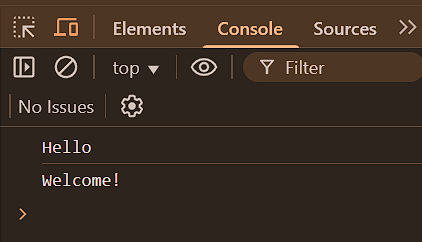 Elements Console Sources
top Filter
No Issues
Hello
Welcome!